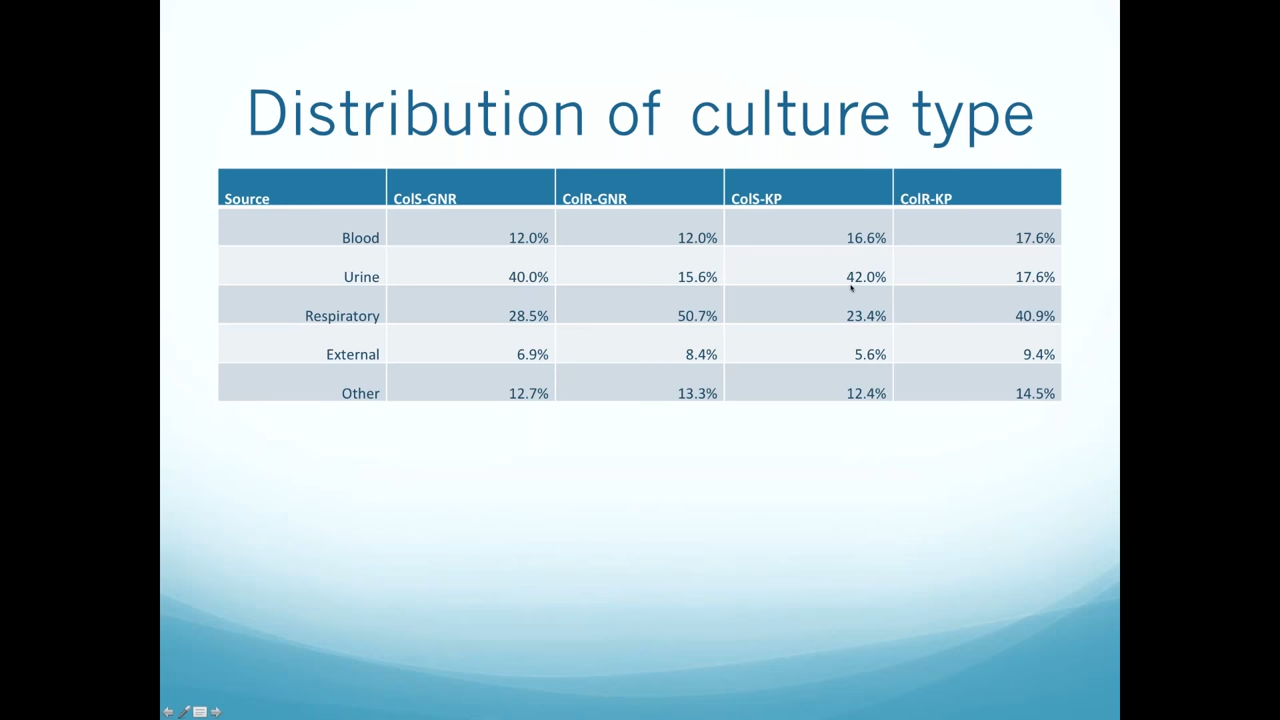 Distribution of culture type
Source ColS-GNR ColR-GNR ColS-KP ColR-KP
Blood 12.0% 12.0% 16.6% 17.6%
Urine 40.0% 15.6% 42.0% 17.6%
Respiratory 28.5% 50.7% 23.4% 40.9%
External 6.9% 8.4% 5.6% 9.4%
Other 12.7% 13.3% 12.4% 14.5%